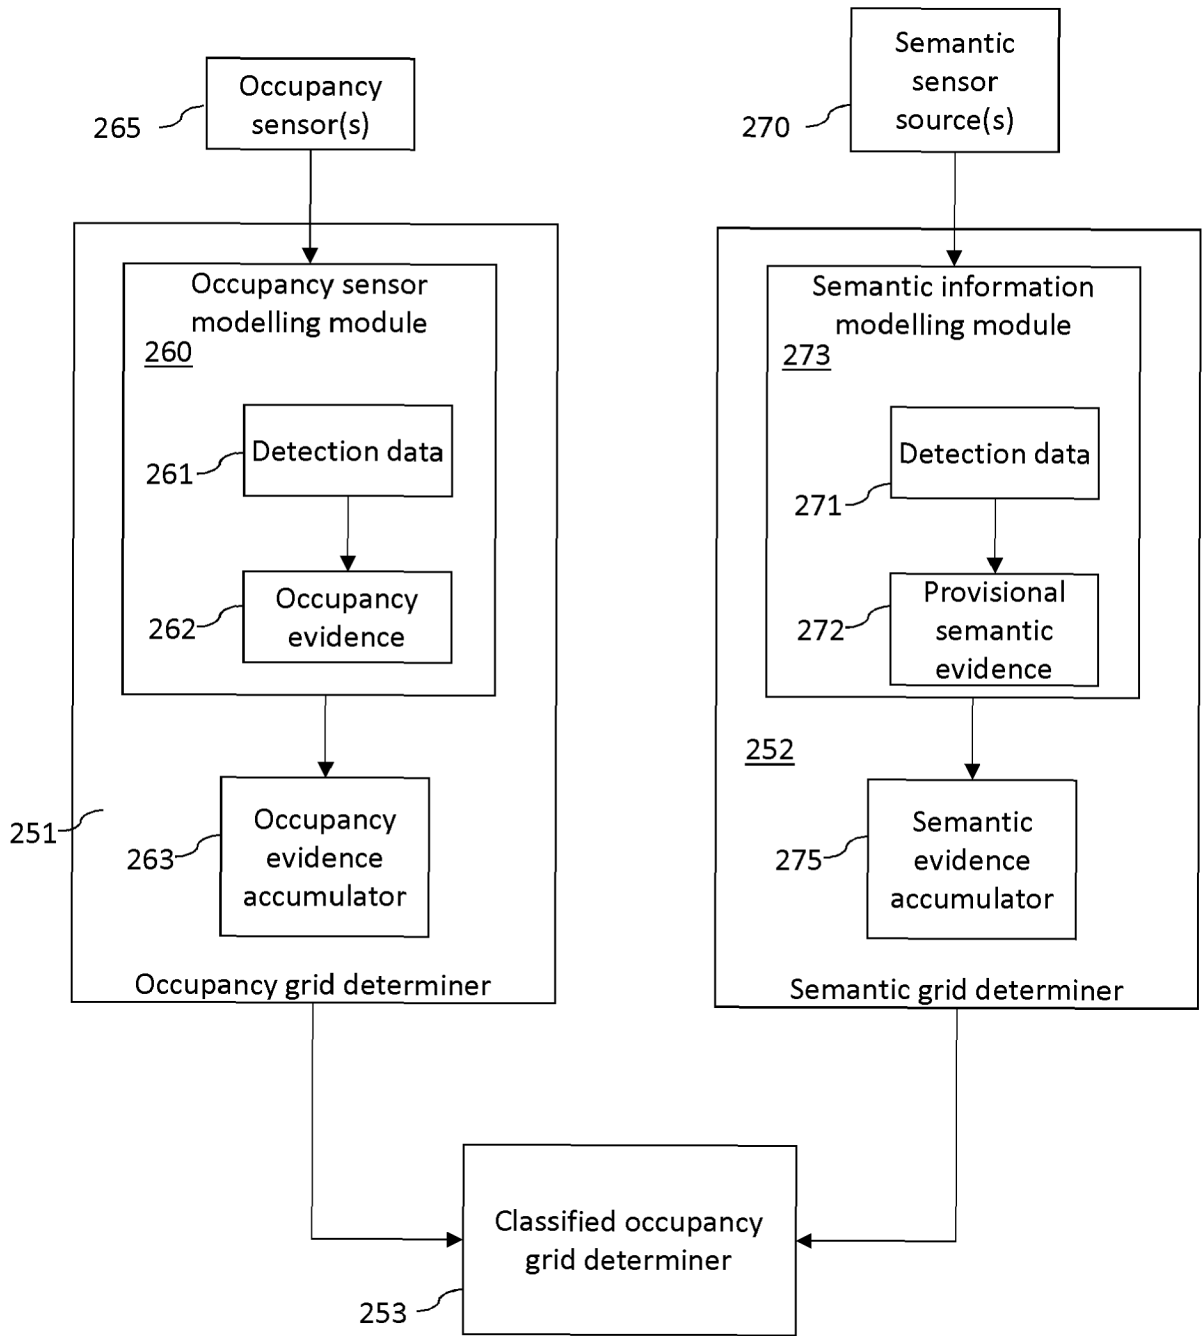 Occupancy
sensor(s)
265
Semantic
sensor
source(s)
270
Occupancy sensor
modelling module
260
Detection data
261
Occupancy
evidence
262
251
Occupancy
evidence
accumulator
263
Occupancy grid determiner
Semantic information
modelling module
273
Detection data
271
Provisional
semantic
evidence
272
252
Semantic
evidence
accumulator
275
Semantic grid determiner
Classified occupancy
grid determiner
253